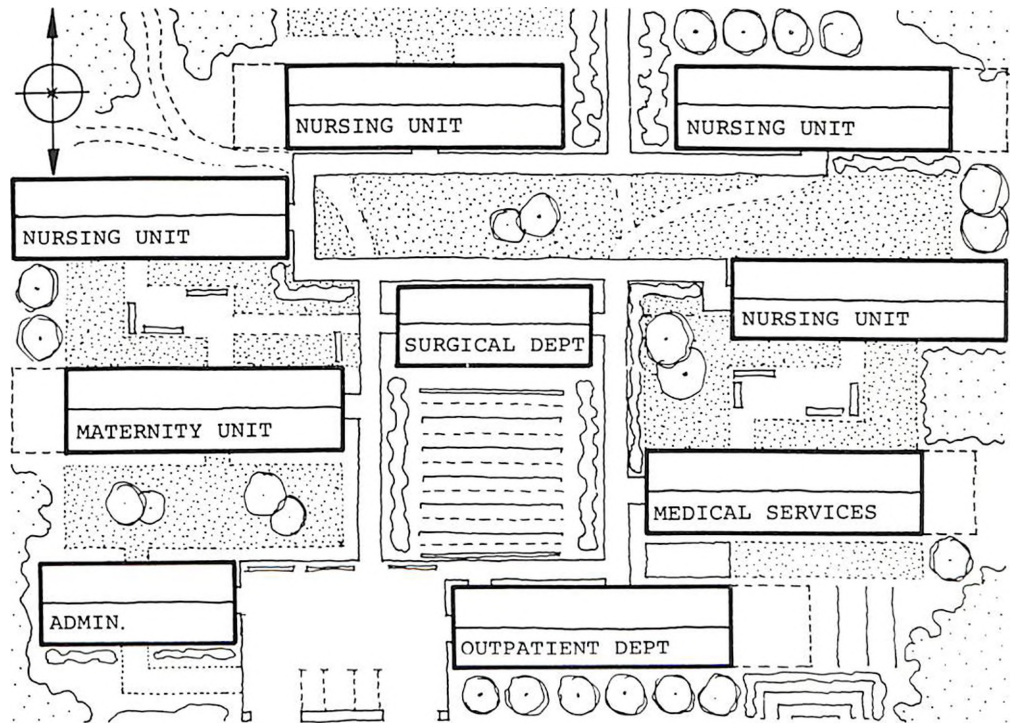 NURSING UNIT
NURSING UNIT
NURSING UNIT
NURSING UNIT
SURGICAL DEPT
MATERNITY UNIT
MEDICAL SERVICES
ADMIN.
OUTPATIENT DEPT